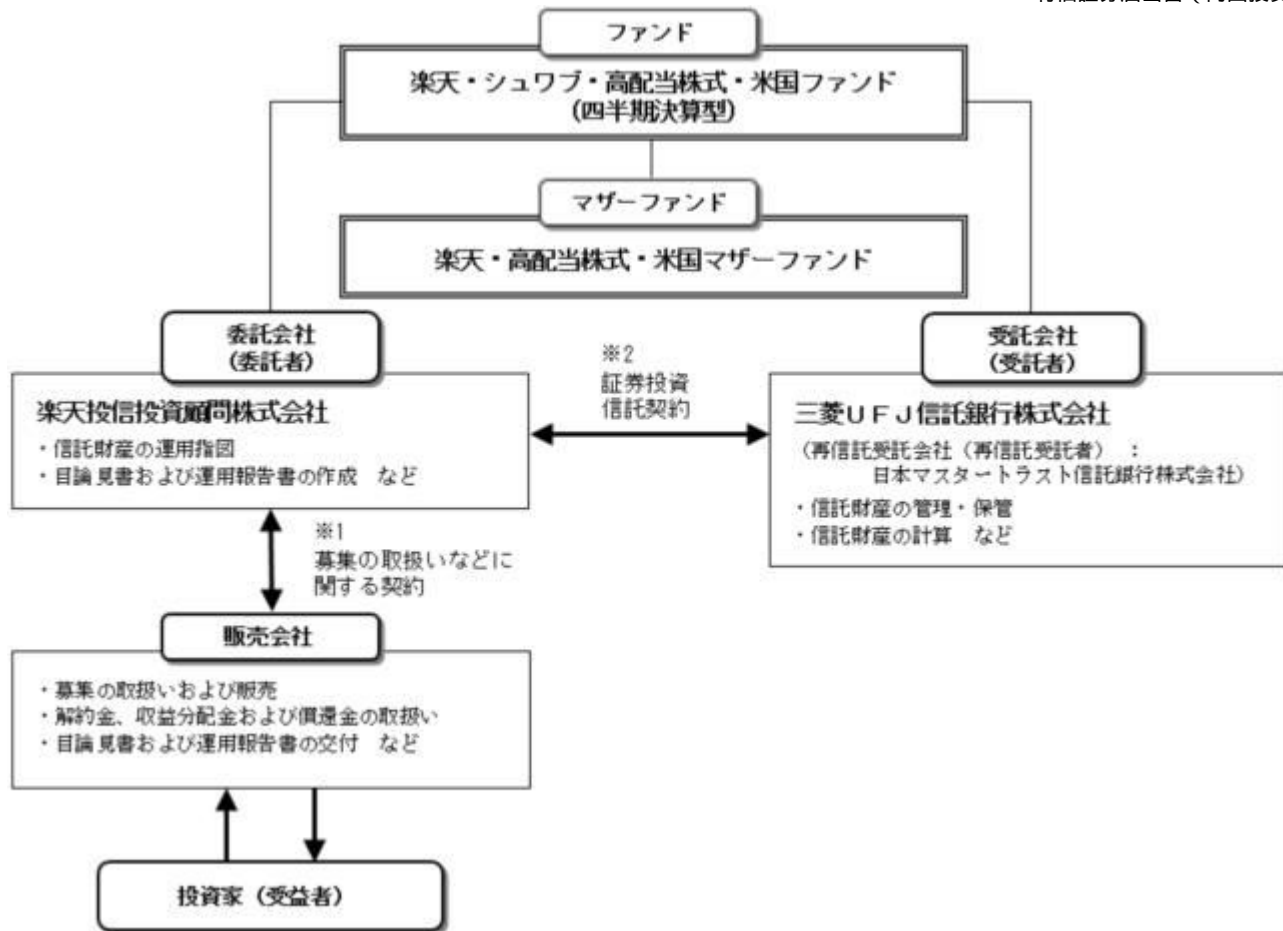 ファンド
楽天・シュワブ・高配当株式・米国ファンド
(四半期決算型)
マザーファンド
楽天・高配当株式・米国マザーファンド
委託会社
(委託者)
楽天投信投資顧問株式会社
・信託財産の運用指図
・目論見書および運用報告書の作成 など
※2
証券投資
信託契約
受託会社
(受託者)
三菱UFJ信託銀行株式会社
(再信託受託会社(再信託受託者) :
日本マスタートラスト信託銀行株式会社)
・信託財産の管理・保管
・信託財産の計算 など
※1
募集の取扱いなどに
関する契約
販売会社
・募集の取扱いおよび販売
・解約金、収益分配金および償還金の取扱い
・目論見書および運用報告書の交付 など
投資家(受益者)